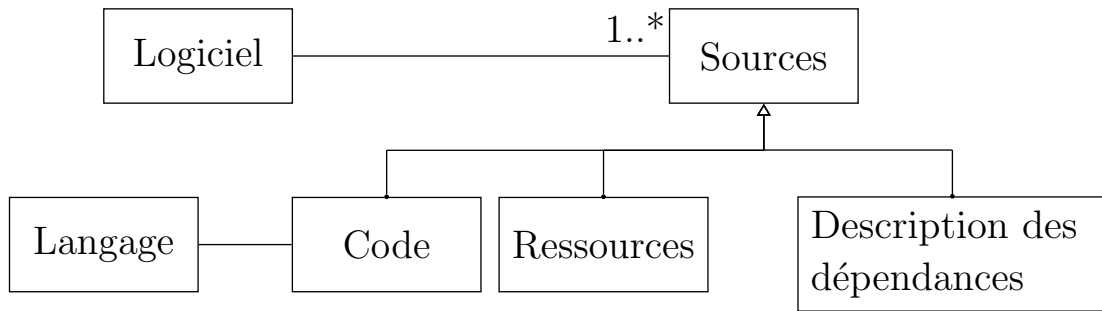 Logiciel
1..*
Sources
Langage
Code
Ressources
Description des
dépendances